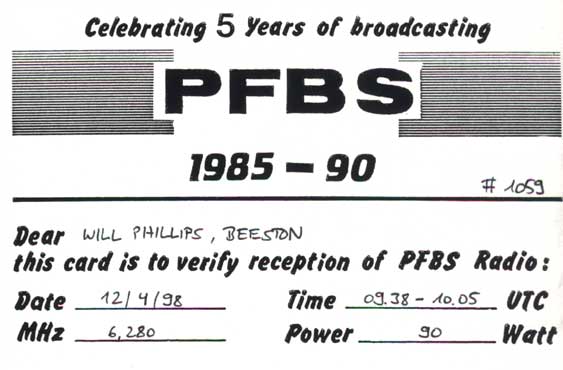 Celebrating 5 Years of broadcasting
PFBS
1985 – 90
# 1059
Dear WILL PHILLIPS, BEESTON
this card is to verify reception of PFBS Radio:
Date 12/4/98 Time 09.38 – 10.05 UTC
MHz 6,280 Power 90 Watt